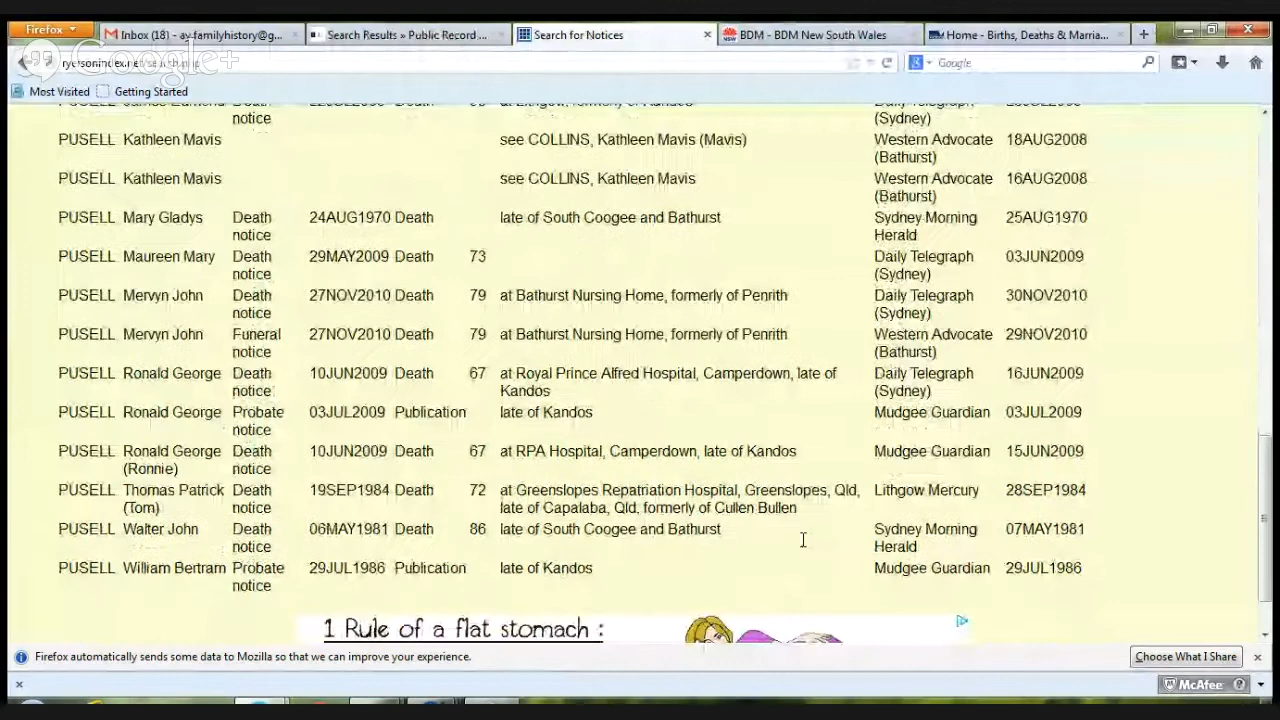 Firefox
Inbox (18) - ay.familyhistory@g...
Search Results » Public Record ...
Search for Notices
BDM - BDM New South Wales
Home - Births, Deaths & Marria...
Google+
ryersonindex.net/search.php
Google
Most Visited
Getting Started
notice (Sydney)
PUSELL Kathleen Mavis see COLLINS, Kathleen Mavis (Mavis) Western Advocate 18AUG2008
(Bathurst)
PUSELL Kathleen Mavis see COLLINS, Kathleen Mavis Western Advocate 16AUG2008
(Bathurst)
PUSELL Mary Gladys Death 24AUG1970 Death late of South Coogee and Bathurst Sydney Morning 25AUG1970
notice Herald
PUSELL Maureen Mary Death 29MAY2009 Death 73 Daily Telegraph 03JUN2009
notice (Sydney)
PUSELL Mervyn John Death 27NOV2010 Death 79 at Bathurst Nursing Home, formerly of Penrith Daily Telegraph 30NOV2010
notice (Sydney)
PUSELL Mervyn John Funeral 27NOV2010 Death 79 at Bathurst Nursing Home, formerly of Penrith Western Advocate 29NOV2010
notice (Bathurst)
PUSELL Ronald George Death 10JUN2009 Death 67 at Royal Prince Alfred Hospital, Camperdown, late of Daily Telegraph 16JUN2009
notice Kandos (Sydney)
PUSELL Ronald George Probate 03JUL2009 Publication late of Kandos Mudgee Guardian 03JUL2009
notice
PUSELL Ronald George Death 10JUN2009 Death 67 at RPA Hospital, Camperdown, late of Kandos Mudgee Guardian 15JUN2009
(Ronnie) notice
PUSELL Thomas Patrick Death 19SEP1984 Death 72 at Greenslopes Repatriation Hospital, Greenslopes, Qld, Lithgow Mercury 28SEP1984
(Tom) notice late of Capalaba, Qld, formerly of Cullen Bullen
PUSELL Walter John Death 06MAY1981 Death 86 late of South Coogee and Bathurst Sydney Morning 07MAY1981
notice Herald
PUSELL William Bertram Probate 29JUL1986 Publication late of Kandos Mudgee Guardian 29JUL1986
notice
1 Rule of a flat stomach :
Firefox automatically sends some data to Mozilla so that we can improve your experience.
Choose What I Share
McAfee